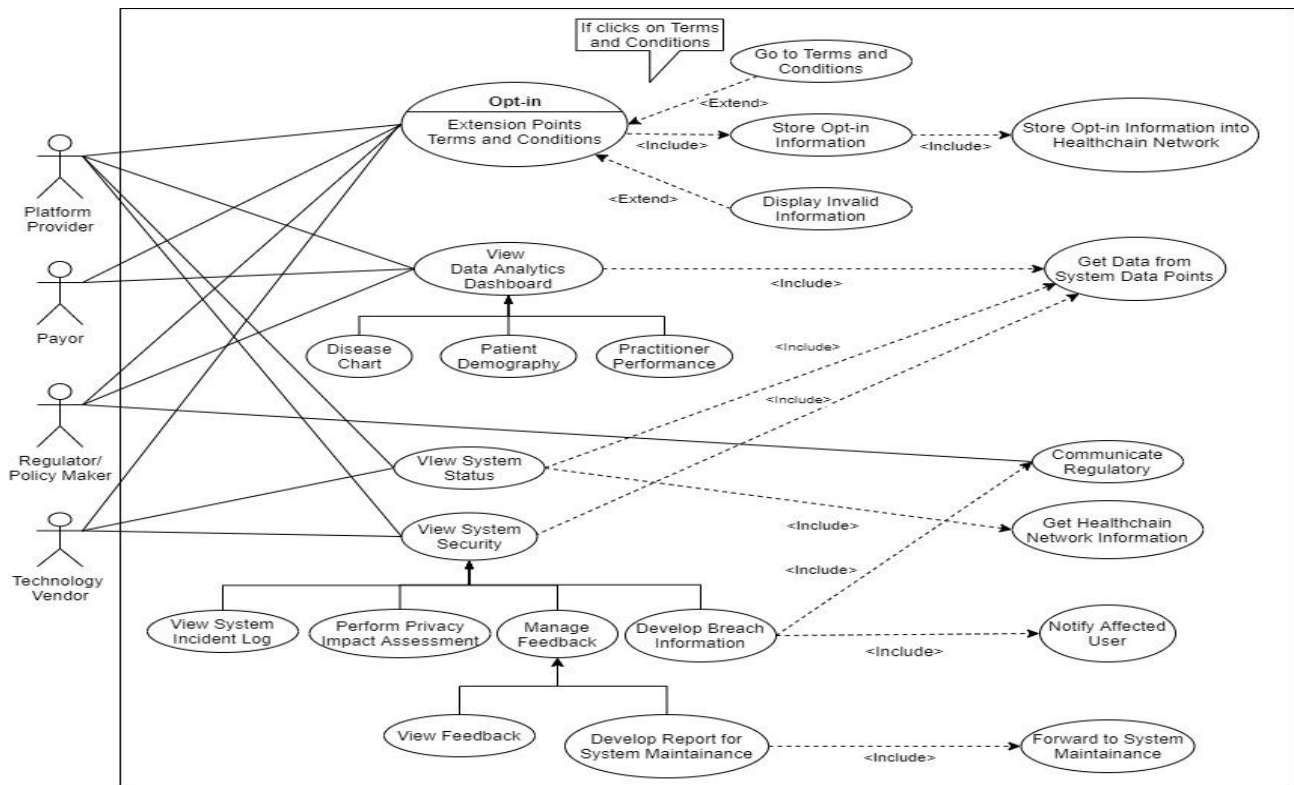 If clicks on Terms
and Conditions
Go to Terms and
Conditions
Opt-in
Extension Points
Terms and Conditions
<Extend>
<Include>
Store Opt-in
Information
<Include>
Store Opt-in Information into
Healthchain Network
<Extend>
Display Invalid
Information
Platform
Provider
View
Data Analytics
Dashboard
<Include>
Get Data from
System Data Points
Payor
Disease
Chart
Patient
Demography
Practitioner
Performance
<Include>
<Include>
Regulator/
Policy Maker
VIew System
Status
Communicate
Regulatory
<Include>
Get Healthchain
Network Information
View System
Security
<Include>
Technology
Vendor
View System
Incident Log
Perform Privacy
Impact Assessment
Manage
Feedback
Develop Breach
Information
<Include>
Notify Affected
User
View Feedback
Develop Report for
System Maintainance
<Include>
Forward to System
Maintainance